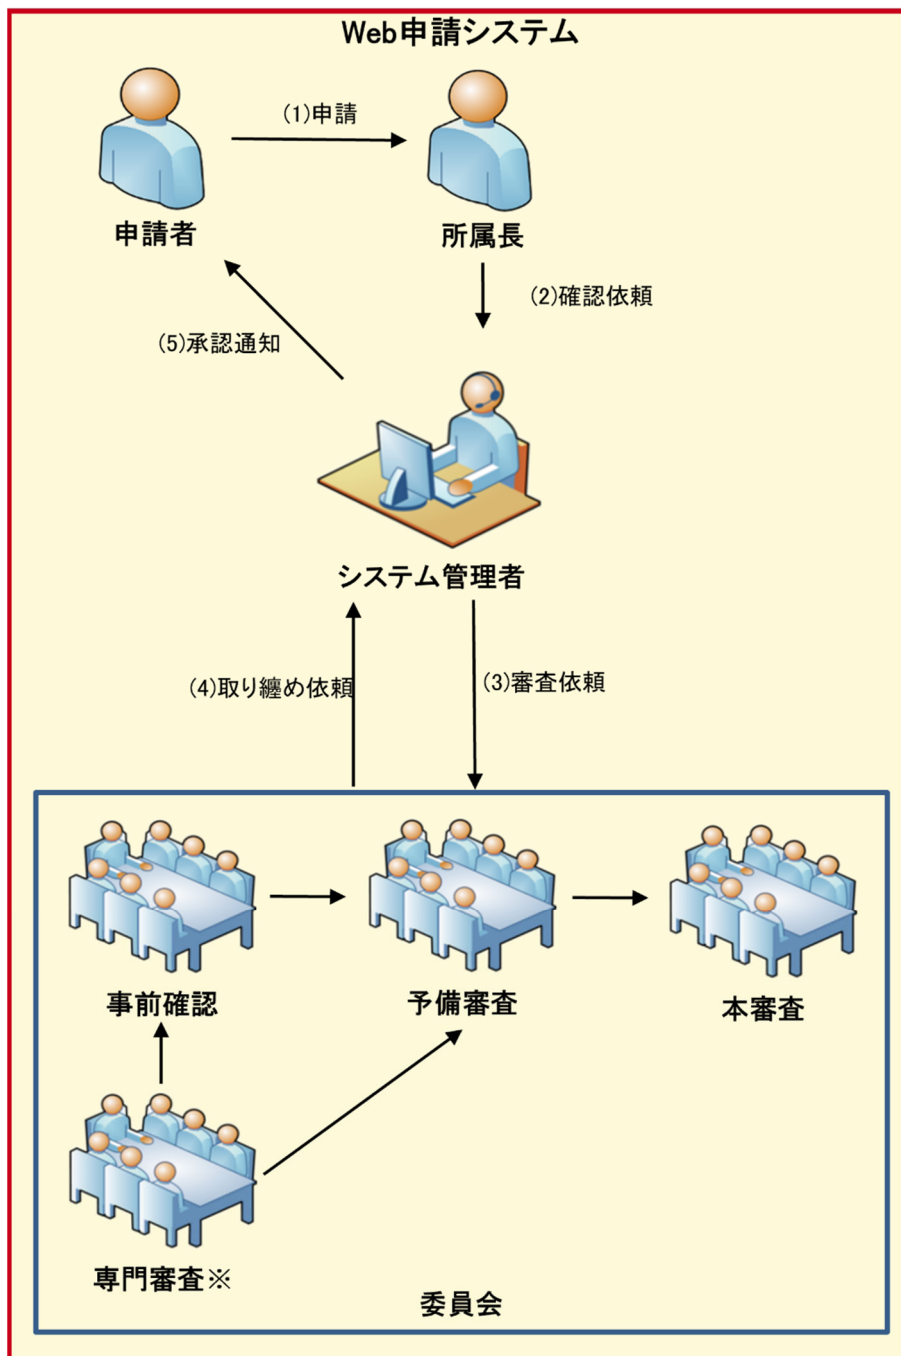 Web申請システム
(1)申請
申請者
所属長
(2)確認依頼
(5)承認通知
システム管理者
(4)取り纏め依頼
(3)審査依頼
事前確認
予備審査
本審査
専門審査※
委員会